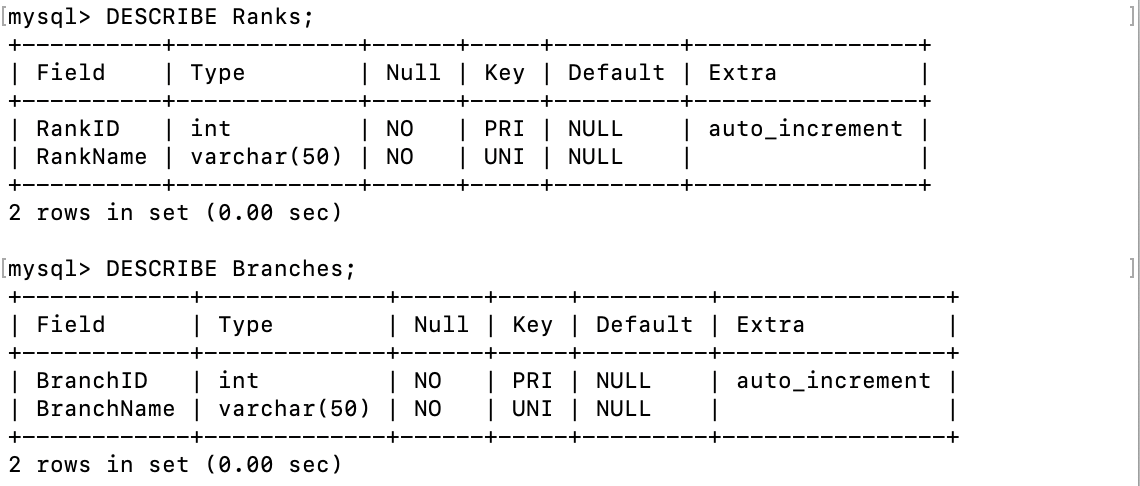 [mysql> DESCRIBE Ranks; ]
+----------+-------------+------+-----+---------+----------------+
| Field    | Type        | Null | Key | Default | Extra          |
+----------+-------------+------+-----+---------+----------------+
| RankID   | int         | NO   | PRI | NULL    | auto_increment |
| RankName | varchar(50) | NO   | UNI | NULL    |                |
+----------+-------------+------+-----+---------+----------------+
2 rows in set (0.00 sec)
[mysql> DESCRIBE Branches; ]
+------------+-------------+------+-----+---------+----------------+
| Field      | Type        | Null | Key | Default | Extra          |
+------------+-------------+------+-----+---------+----------------+
| BranchID   | int         | NO   | PRI | NULL    | auto_increment |
| BranchName | varchar(50) | NO   | UNI | NULL    |                |
+------------+-------------+------+-----+---------+----------------+
2 rows in set (0.00 sec)